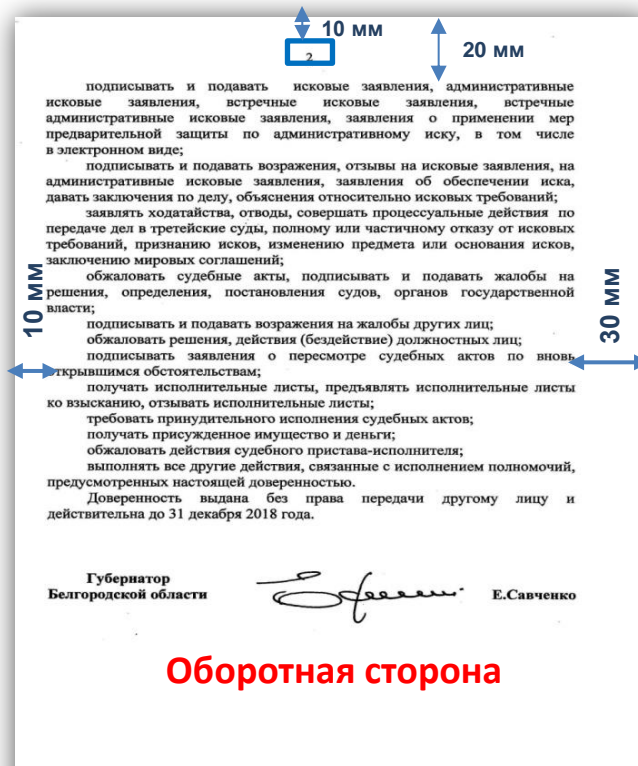 10 мм
20 мм
2
подписывать и подавать исковые заявления, административные
исковые заявления, встречные исковые заявления, встречные
административные исковые заявления, заявления о применении мер
предварительной защиты по административному иску, в том числе
в электронном виде;
подписывать и подавать возражения, отзывы на исковые заявления, на
административные исковые заявления, заявления об обеспечении иска,
давать заключения по делу, объяснения относительно исковых требований;
заявлять ходатайства, отводы, совершать процессуальные действия по
передаче дел в третейские суды, полному или частичному отказу от исковых
требований, признанию исков, изменению предмета или основания исков,
заключению мировых соглашений;
обжаловать судебные акты, подписывать и подавать жалобы на
решения, определения, постановления судов, органов государственной
власти;
10 мм
30 мм
подписывать и подавать возражения на жалобы других лиц;
обжаловать решения, действия (бездействие) должностных лиц;
подписывать заявления о пересмотре судебных актов по вновь
открывшимся обстоятельствам;
получать исполнительные листы, предъявлять исполнительные листы
ко взысканию, отзывать исполнительные листы;
требовать принудительного исполнения судебных актов;
получать присужденное имущество и деньги;
обжаловать действия судебного пристава-исполнителя;
выполнять все другие действия, связанные с исполнением полномочий,
предусмотренных настоящей доверенностью.
Доверенность выдана без права передачи другому лицу и
действительна до 31 декабря 2018 года.
Губернатор
Белгородской области Е.Савченко
Оборотная сторона